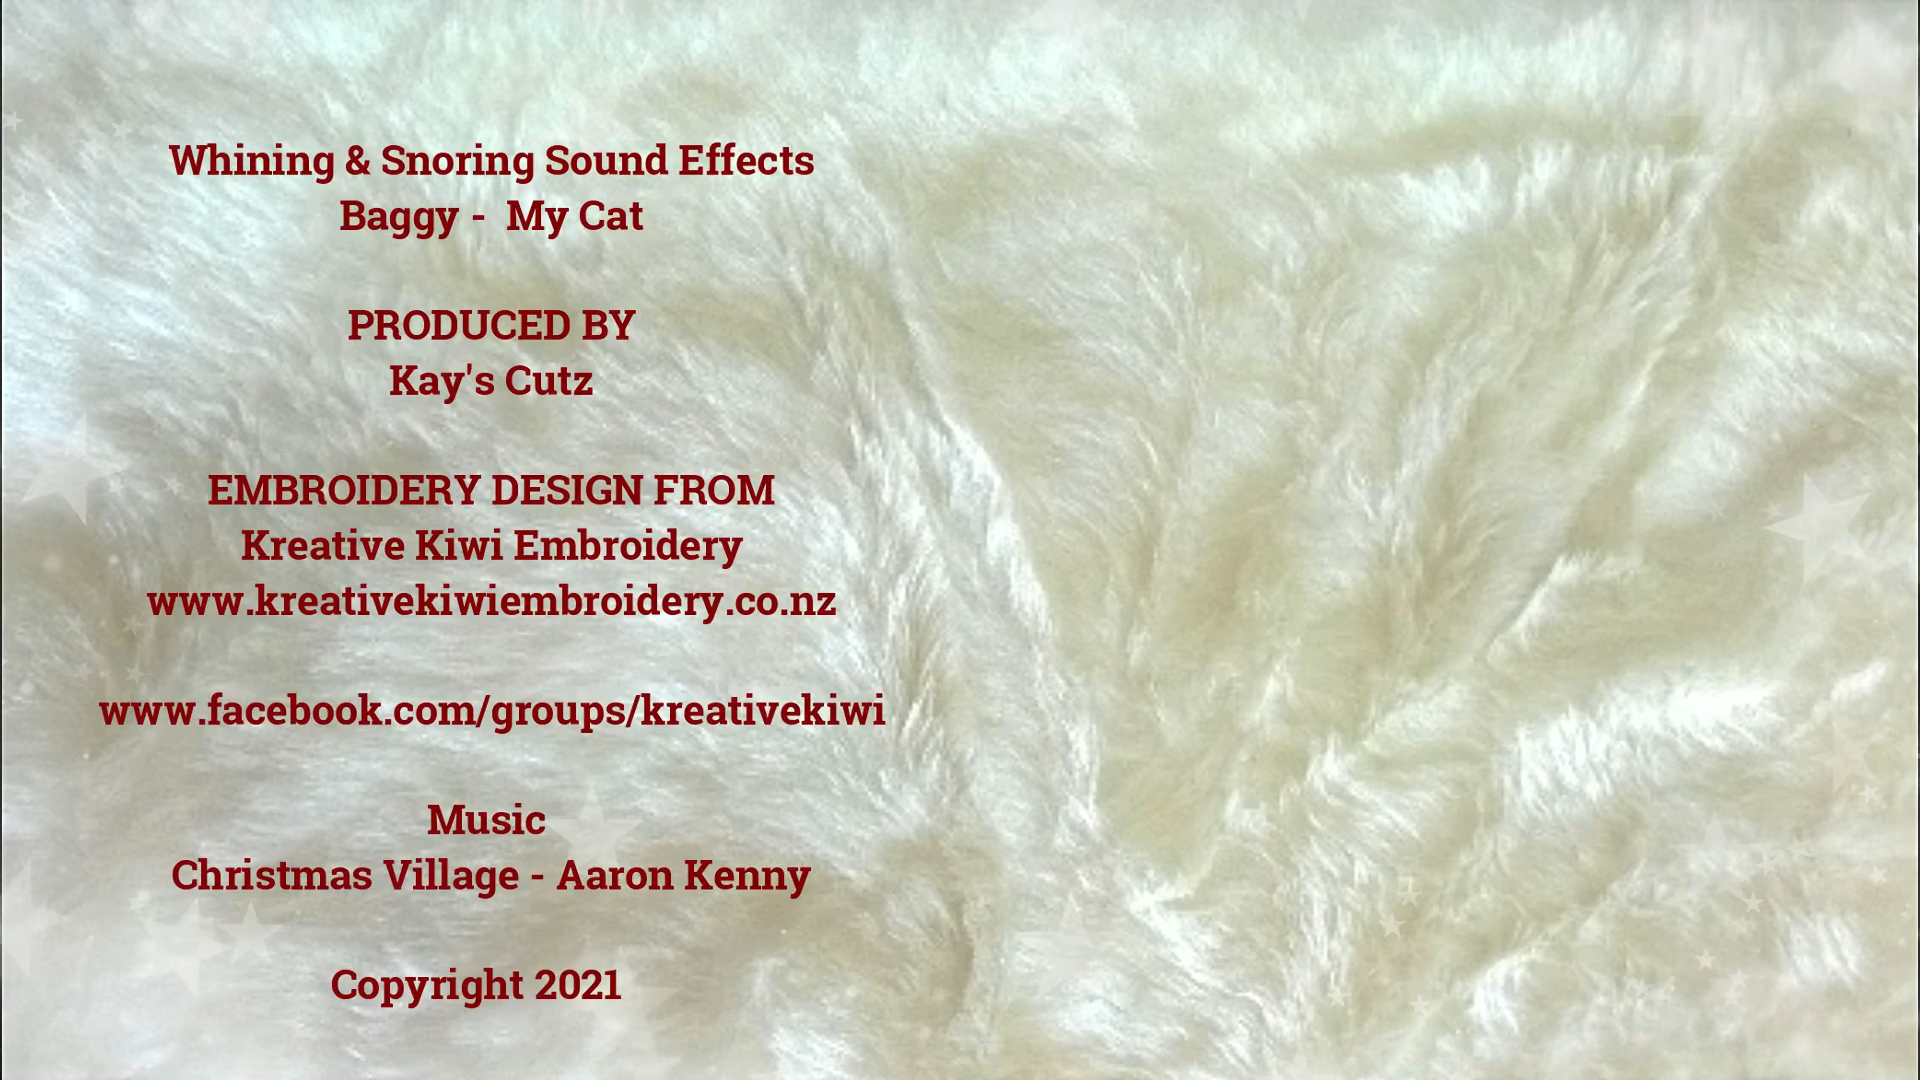 Whining & Snoring Sound Effects
Baggy -  My Cat
PRODUCED BY
Kay's Cutz
EMBROIDERY DESIGN FROM
Kreative Kiwi Embroidery
www.kreativekiwiembroidery.co.nz
www.facebook.com/groups/kreativekiwi
Music
Christmas Village - Aaron Kenny
Copyright 2021